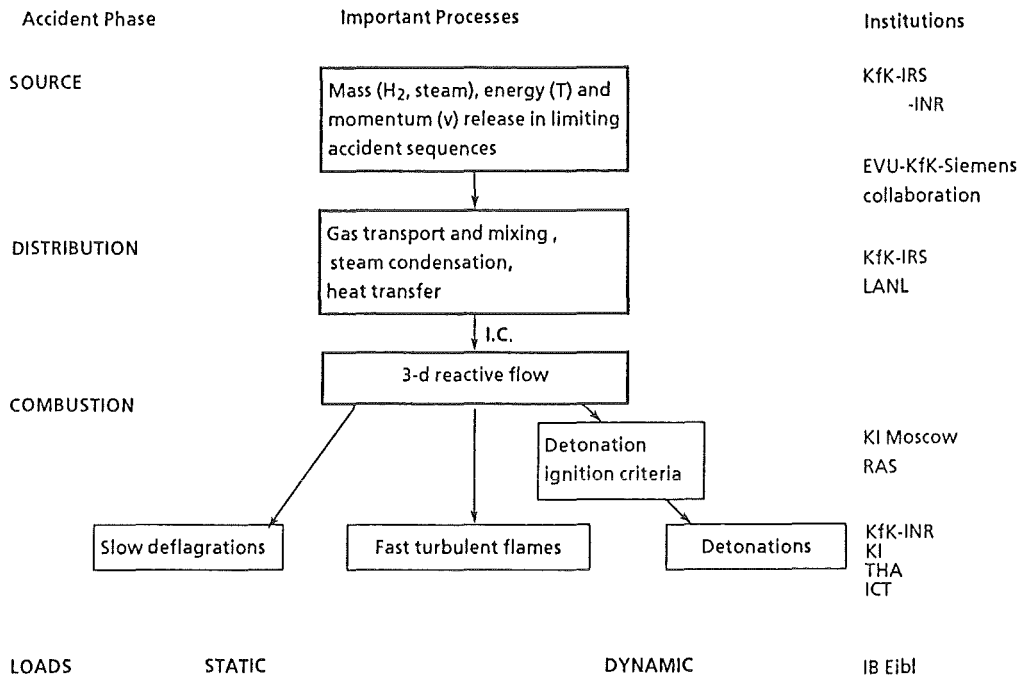 Accident Phase
Important Processes
Institutions
SOURCE
Mass (H2, steam), energy (T) and
momentum (v) release in limiting
accident sequences
KfK-IRS
-INR
EVU-KfK-Siemens
collaboration
DISTRIBUTION
Gas transport and mixing ,
steam condensation,
heat transfer
KfK-IRS
LANL
I.C.
3-d reactive flow
COMBUSTION
Detonation
ignition criteria
KI Moscow
RAS
Slow deflagrations
Fast turbulent flames
Detonations
KfK-INR
KI
THA
ICT
LOADS
STATIC
DYNAMIC
IB Eibl